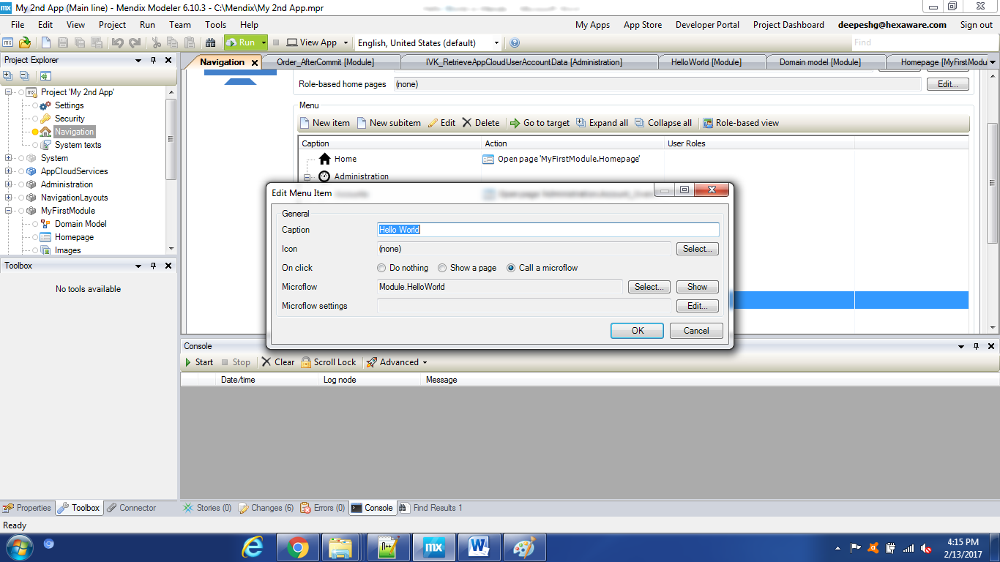 My 2nd App (Main line) - Mendix Modeler 6.10.3 - C:\Mendix\My 2nd App.mpr
File Edit View Project Run Team Tools Help My Apps App Store Developer Portal Project Dashboard deepeshg@hexaware.com Sign out
Run View App English, United States (default) Find
Project Explorer
Navigation Order_AfterCommit [Module] IVK_RetrieveAppCloudUserAccountData [Administration] HelloWorld [Module] Domain model [Module] Homepage [MyFirstModu
Project 'My 2nd App'
Settings
Security
Navigation
System texts
System
AppCloudServices
Administration
NavigationLayouts
MyFirstModule
Domain Model
Homepage
Images
Toolbox
No tools available
Role-based home pages (none) Edit...
Menu
New item New subitem Edit Delete Go to target Expand all Collapse all Role-based view
Caption Action User Roles
Home Open page 'MyFirstModule.Homepage'
Administration
Edit Menu Item
General
Caption Hello World
Icon (none) Select...
On click Do nothing Show a page Call a microflow
Microflow Module.HelloWorld Select... Show
Microflow settings Edit...
OK Cancel
Console
Start Stop Clear Scroll Lock Advanced
Date/time Log node Message
Properties Toolbox Connector Stories (0) Changes (6) Errors (0) Console Find Results 1
Ready
mx
4:15 PM
2/13/2017